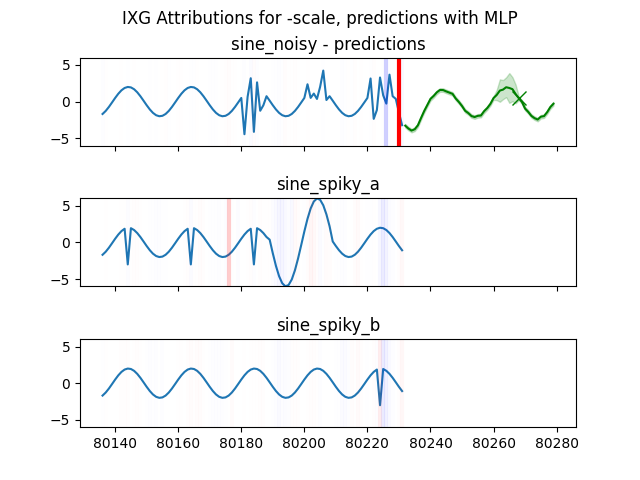 IXG Attributions for -scale, predictions with MLP
sine_noisy - predictions
5
0
−5
sine_spiky_a
5
0
−5
sine_spiky_b
5
0
−5
80140 80160 80180 80200 80220 80240 80260 80280